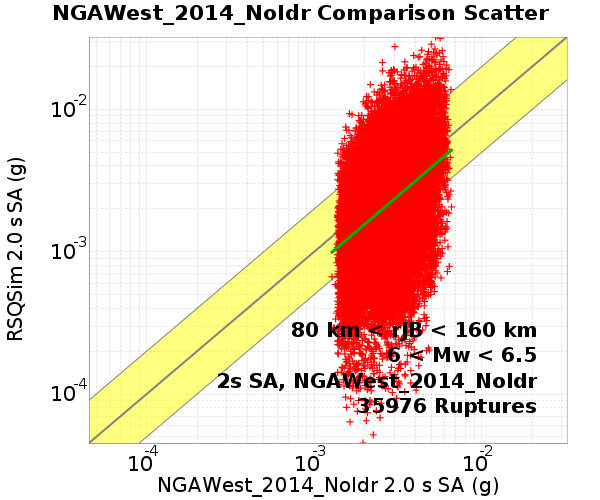 NGAWest_2014_NoIdr Comparison Scatter
RSQSim 2.0 s SA (g)
10-2
10-3
10-4
80 km < rJB < 160 km
6 < Mw < 6.5
2s SA, NGAWest_2014_NoIdr
35976 Ruptures
10-4
10-3
10-2
NGAWest_2014_NoIdr 2.0 s SA (g)